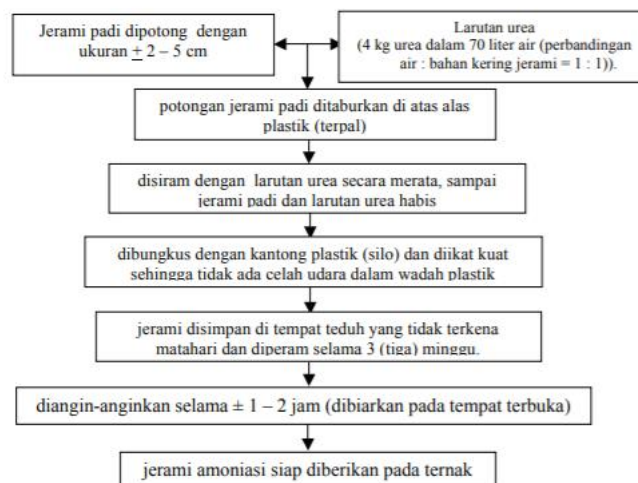 Jerami padi dipotong dengan
ukuran ± 2 – 5 cm
Larutan urea
(4 kg urea dalam 70 liter air (perbandingan
air : bahan kering jerami = 1 : 1)).
potongan jerami padi ditaburkan di atas alas
plastik (terpal)
disiram dengan larutan urea secara merata, sampai
jerami padi dan larutan urea habis
dibungkus dengan kantong plastik (silo) dan diikat kuat
sehingga tidak ada celah udara dalam wadah plastik
jerami disimpan di tempat teduh yang tidak terkena
matahari dan diperam selama 3 (tiga) minggu.
diangin-anginkan selama ± 1 – 2 jam (dibiarkan pada tempat terbuka)
jerami amoniasi siap diberikan pada ternak